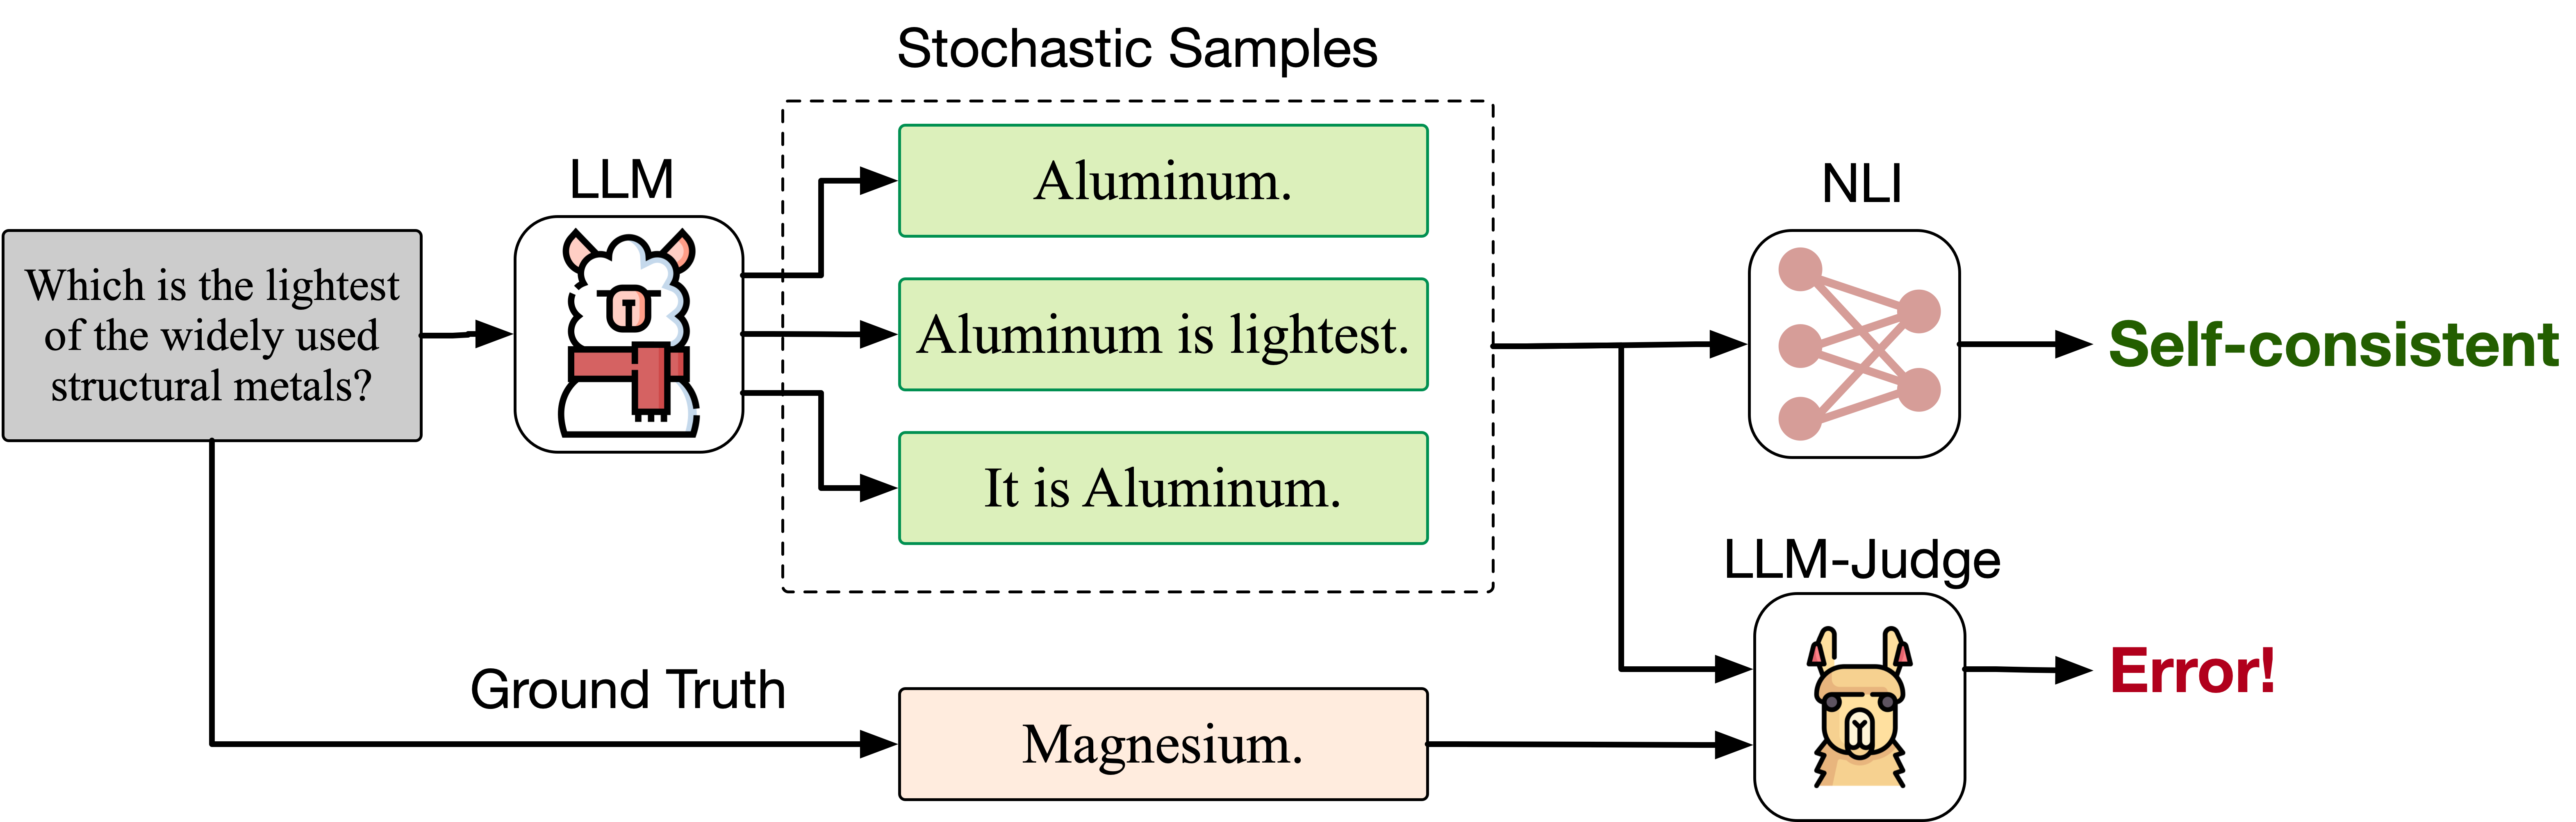 Stochastic Samples
LLM
Which is the lightest
of the widely used
structural metals?
Aluminum.
Aluminum is lightest.
It is Aluminum.
NLI
Self-consistent
LLM-Judge
Error!
Ground Truth
Magnesium.